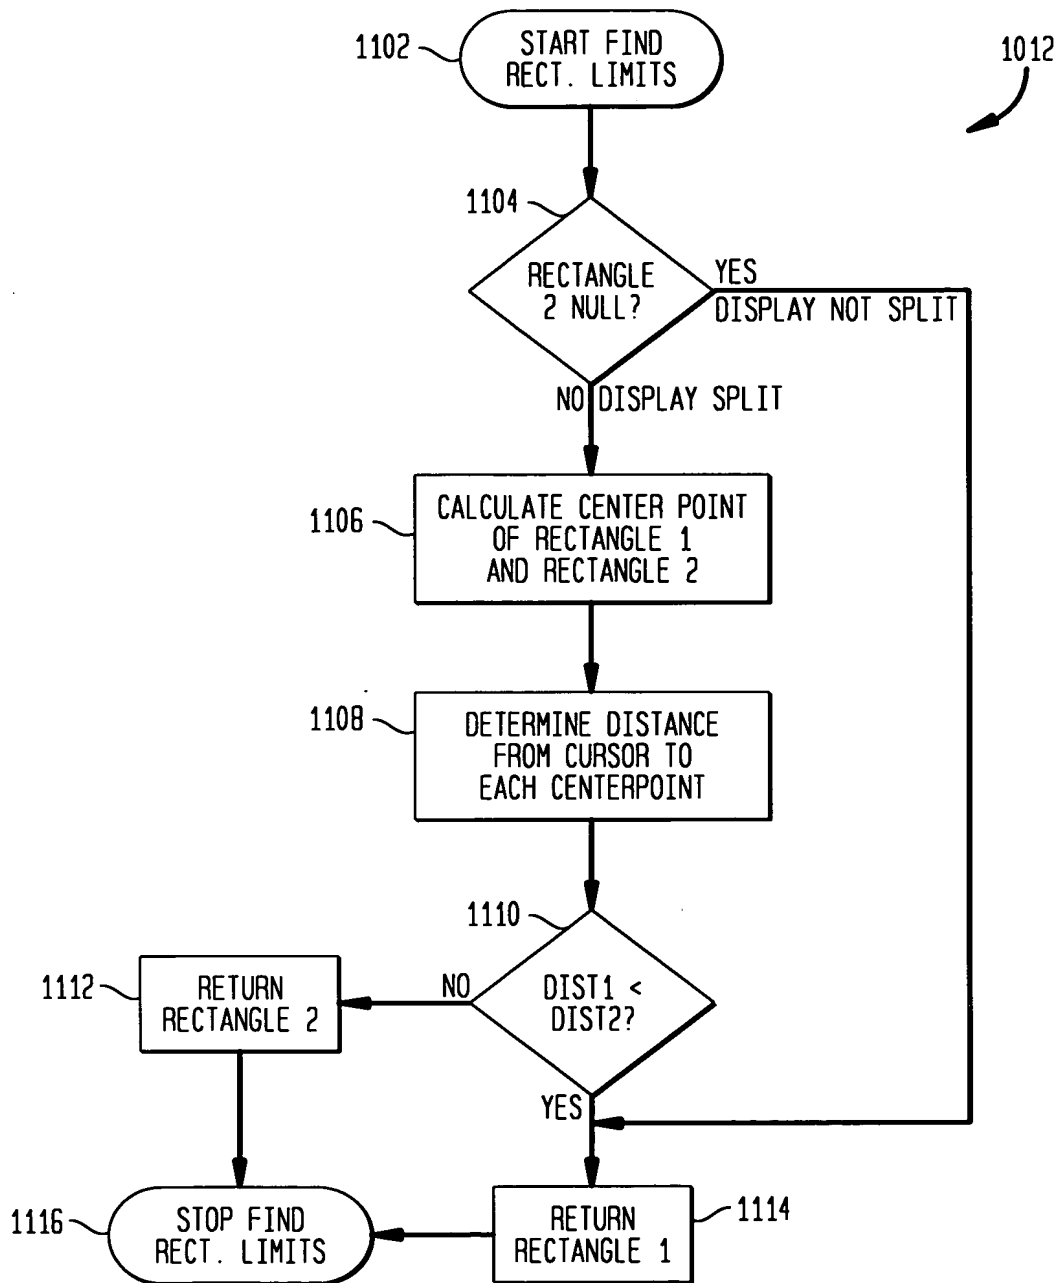 1102
START FIND
RECT. LIMITS
1012
1104
RECTANGLE
2 NULL?
YES
DISPLAY NOT SPLIT
NO DISPLAY SPLIT
1106
CALCULATE CENTER POINT
OF RECTANGLE 1
AND RECTANGLE 2
1108
DETERMINE DISTANCE
FROM CURSOR TO
EACH CENTERPOINT
1110
DIST1 <
DIST2?
NO
1112
RETURN
RECTANGLE 2
YES
1116
STOP FIND
RECT. LIMITS
RETURN
RECTANGLE 1
1114